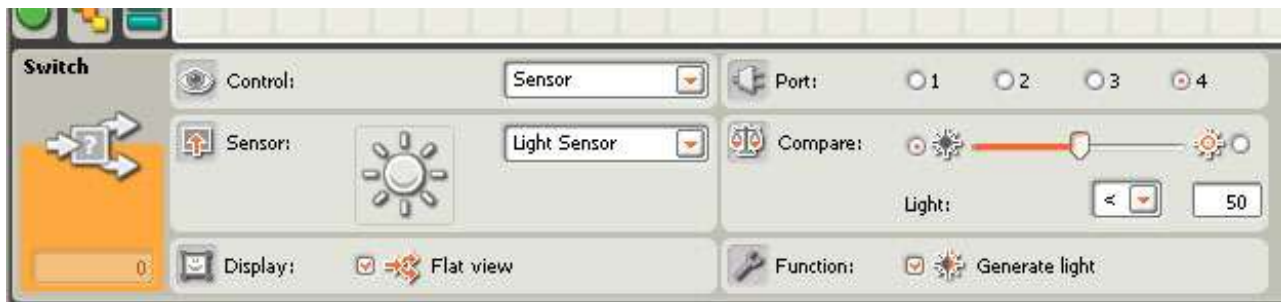 Switch
Control: Sensor
Port: 1 2 3 4
Sensor: Light Sensor
Compare:
Light: < 50
0
Display: Flat view
Function: Generate light